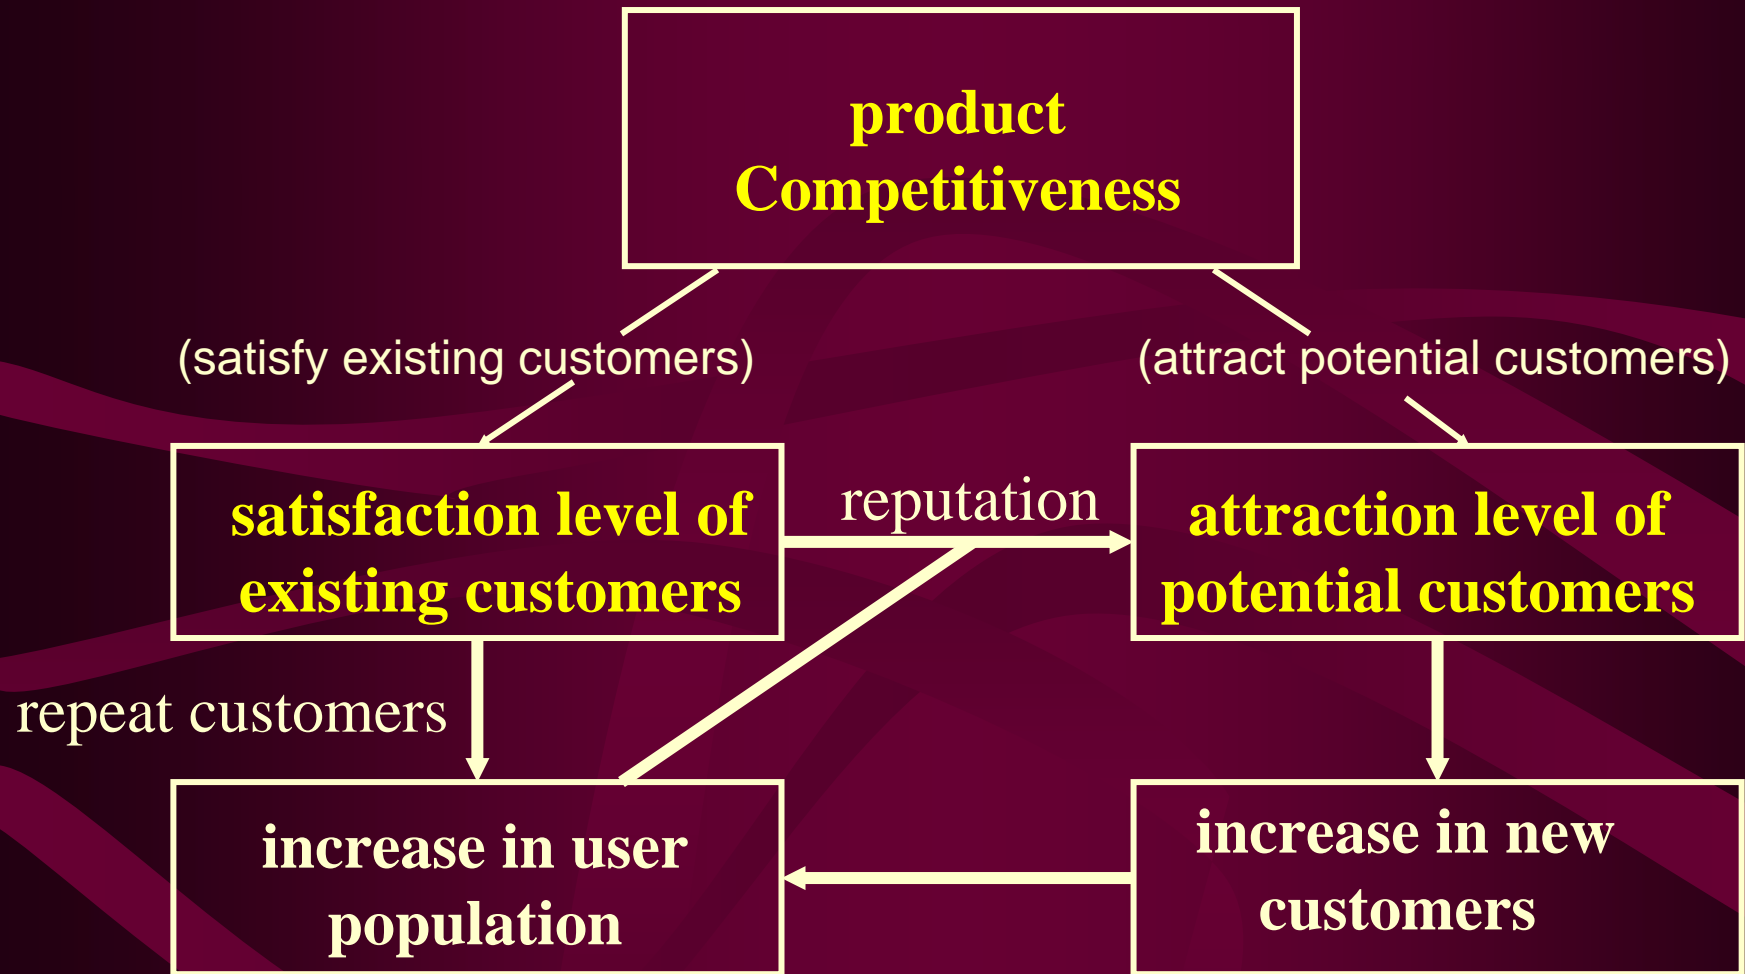 product
Competitiveness
(satisfy existing customers)
(attract potential customers)
satisfaction level of
existing customers
reputation
attraction level of
potential customers
repeat customers
increase in user
population
increase in new
customers